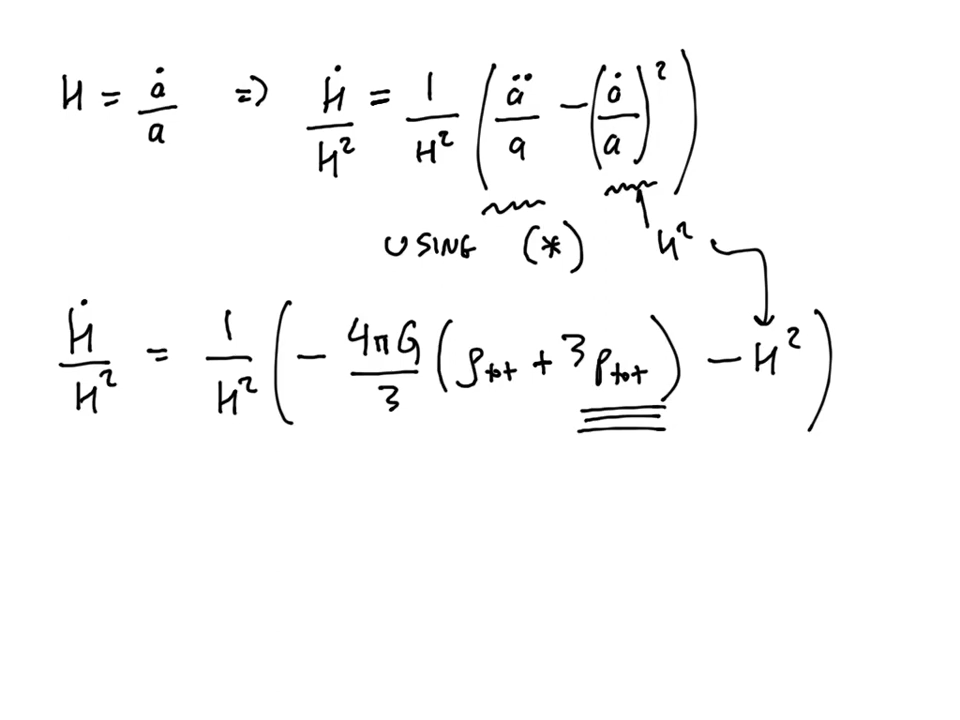 H = ȧ/a => Ḣ/H² = 1/H² (ä/a - (ȧ/a)²)
USING (*) H²
Ḣ/H² = 1/H² (- 4πG/3 (ρtot + 3ptot) - H²)